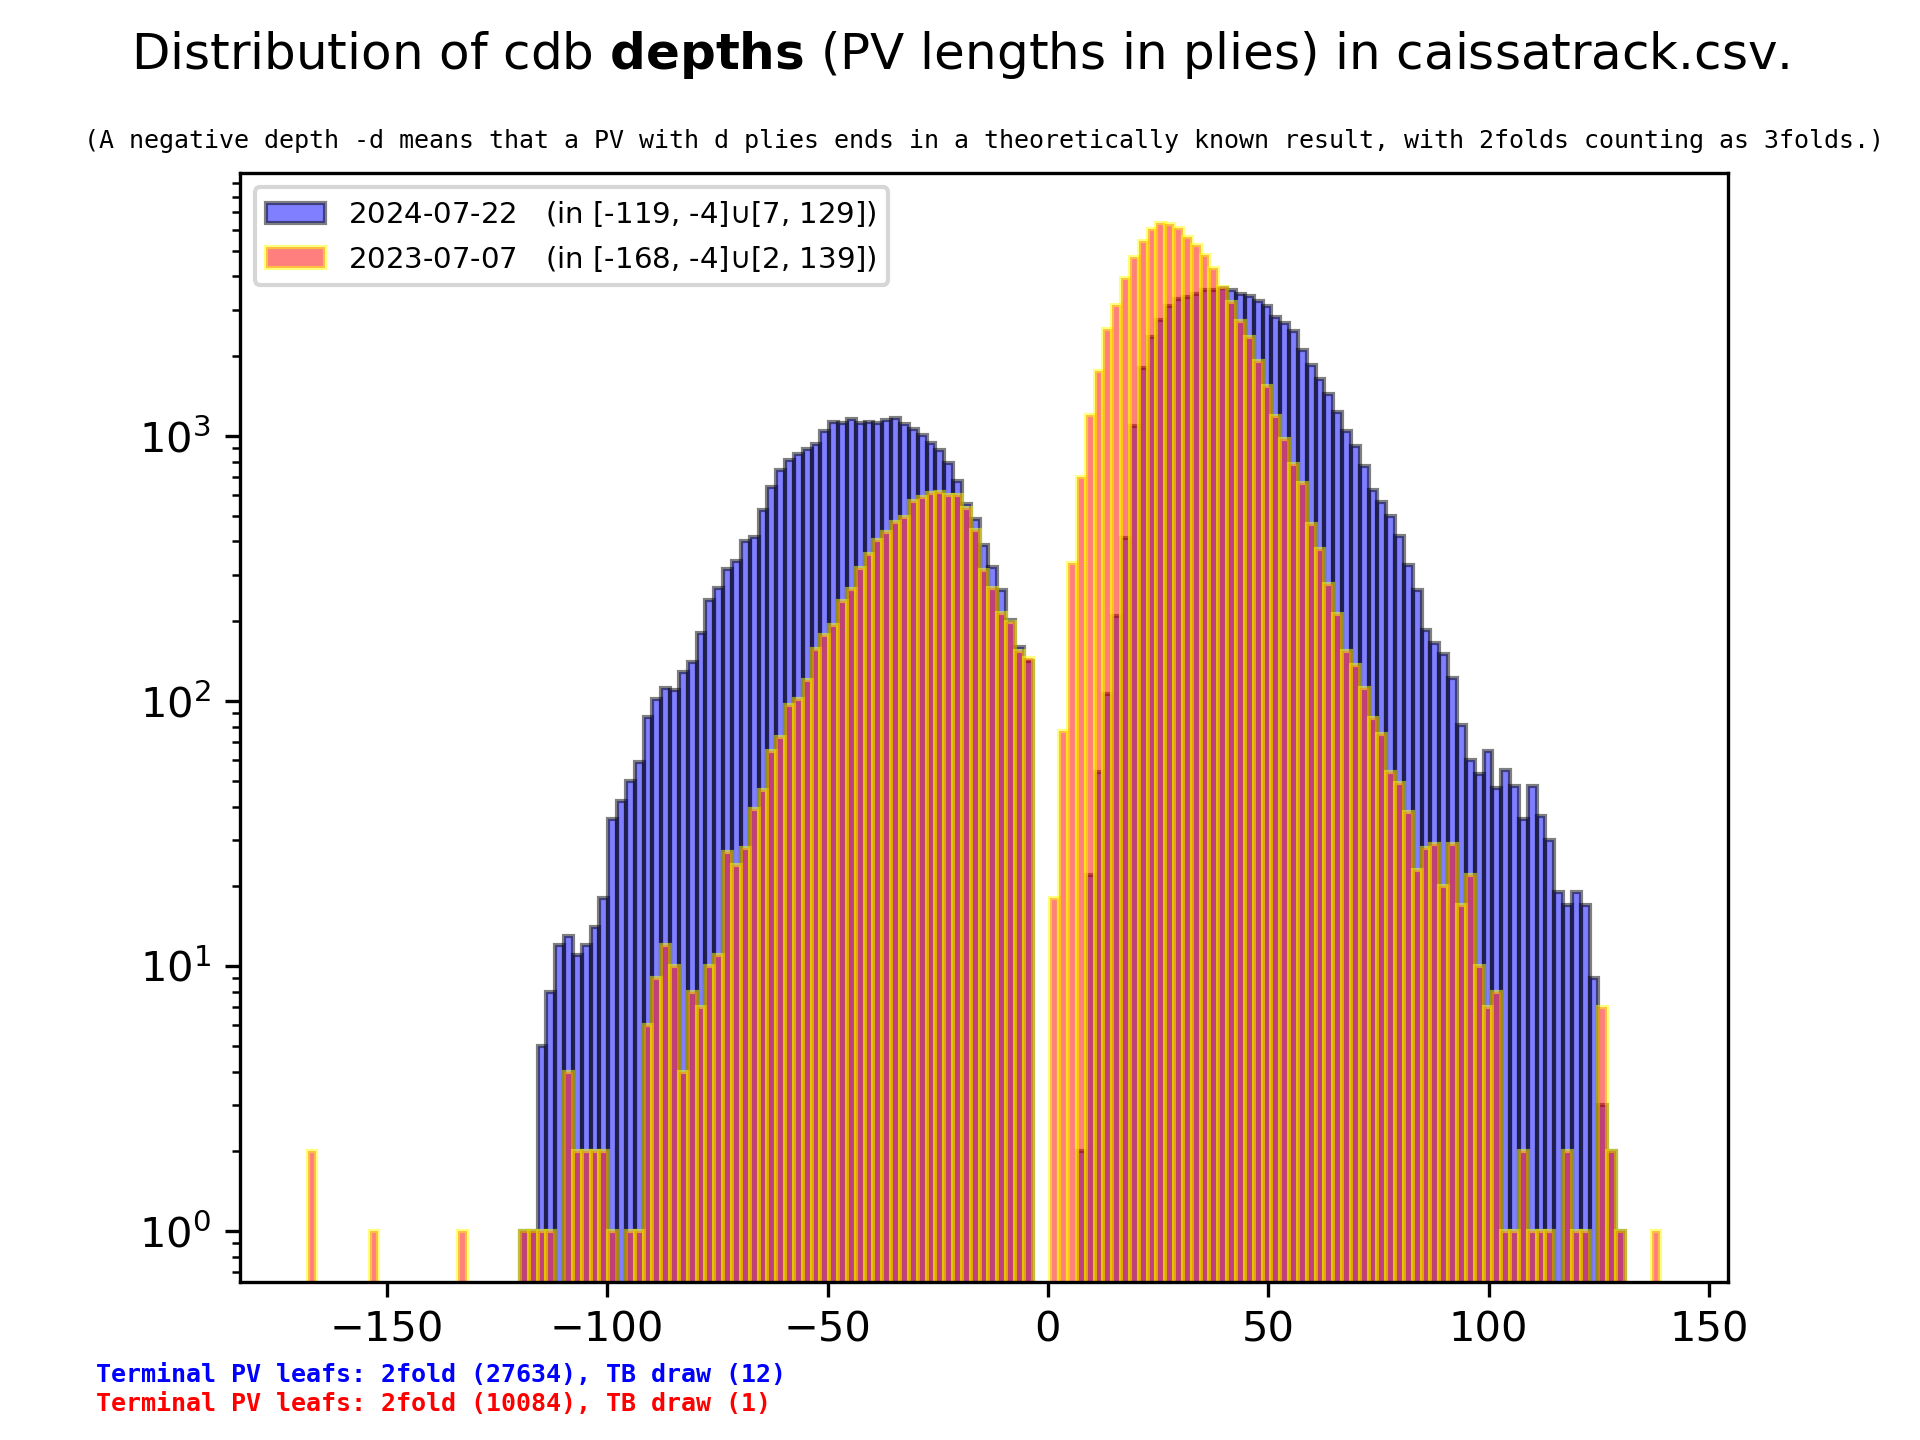 Distribution of cdb depths (PV lengths in plies) in caissatrack.csv.
(A negative depth -d means that a PV with d plies ends in a theoretically known result, with 2folds counting as 3folds.)
2024-07-22 (in [-119, -4]∪[7, 129])
2023-07-07 (in [-168, -4]∪[2, 139])
10³
10²
10¹
10⁰
−150 −100 −50 0 50 100 150
Terminal PV leafs: 2fold (27634), TB draw (12)
Terminal PV leafs: 2fold (10084), TB draw (1)